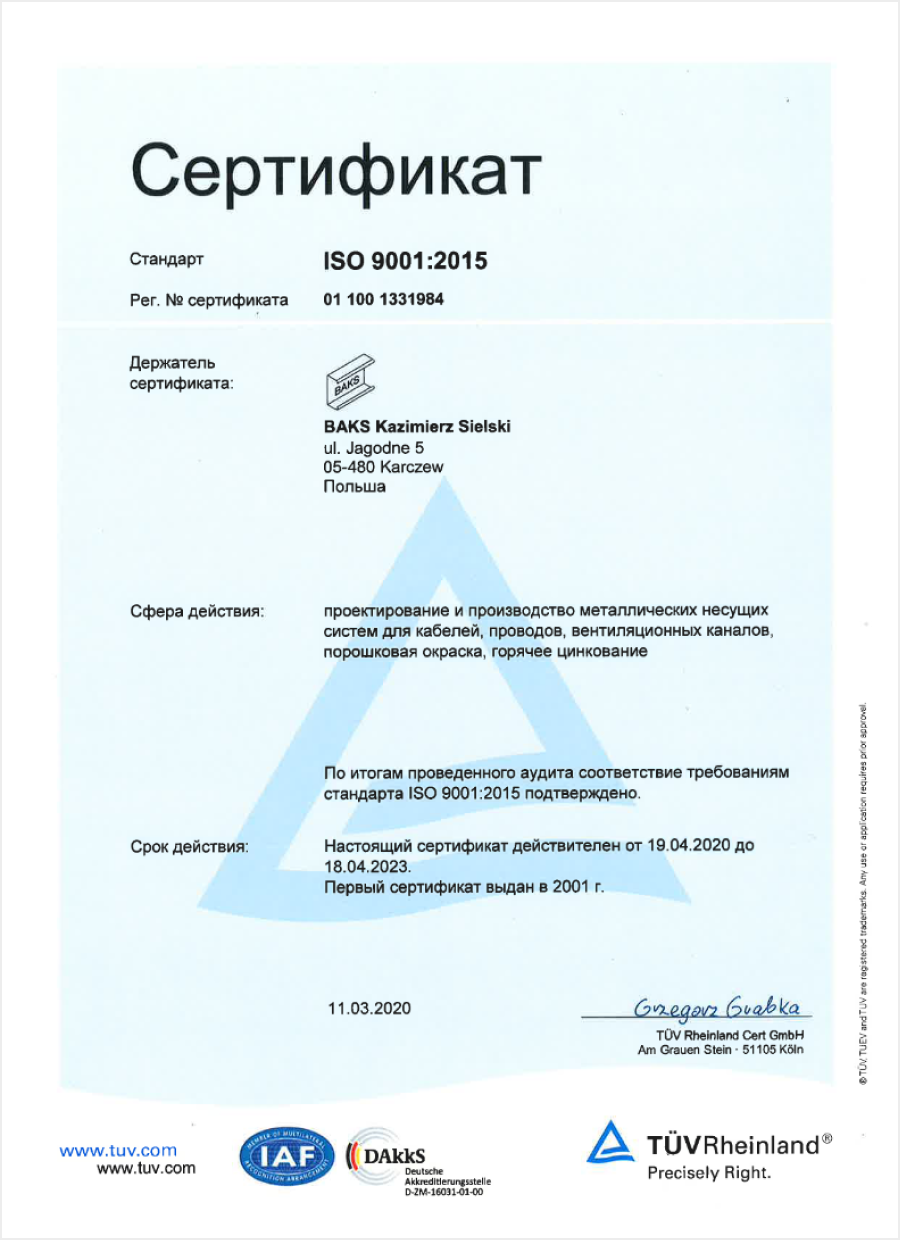 Сертификат
Стандарт ISO 9001:2015
Рег. № сертификата 01 100 1331984
Держатель
сертификата:
BAKS
BAKS Kazimierz Sielski
ul. Jagodne 5
05-480 Karczew
Польша
Сфера действия: проектирование и производство металлических несущих
систем для кабелей, проводов, вентиляционных каналов,
порошковая окраска, горячее цинкование
По итогам проведенного аудита соответствие требованиям
стандарта ISO 9001:2015 подтверждено.
Срок действия: Настоящий сертификат действителен от 19.04.2020 до
18.04.2023.
Первый сертификат выдан в 2001 г.
11.03.2020
Grzegorz Grabka
TÜV Rheinland Cert GmbH
Am Grauen Stein · 51105 Köln
® TÜV, TUEV and TUV are registered trademarks. Any use or application requires prior approval.
www.tuv.com
www.tuv.com
MEMBER OF MULTILATERAL
IAF
RECOGNITION ARRANGEMENT
DAkkS
Deutsche
Akkreditierungsstelle
D-ZM-16031-01-00
TÜVRheinland®
Precisely Right.